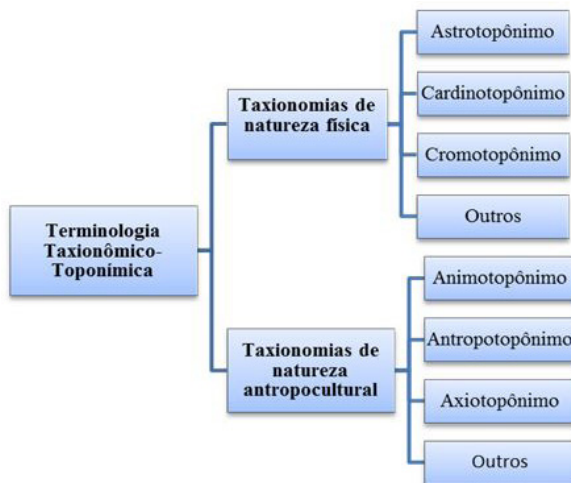 Terminologia
Taxionômico-
Toponímica
Taxionomias de
natureza física
Astrotopônimo
Cardinotopônimo
Cromotopônimo
Outros
Taxionomias de
natureza
antropocultural
Animotopônimo
Antropotopônimo
Axiotopônimo
Outros